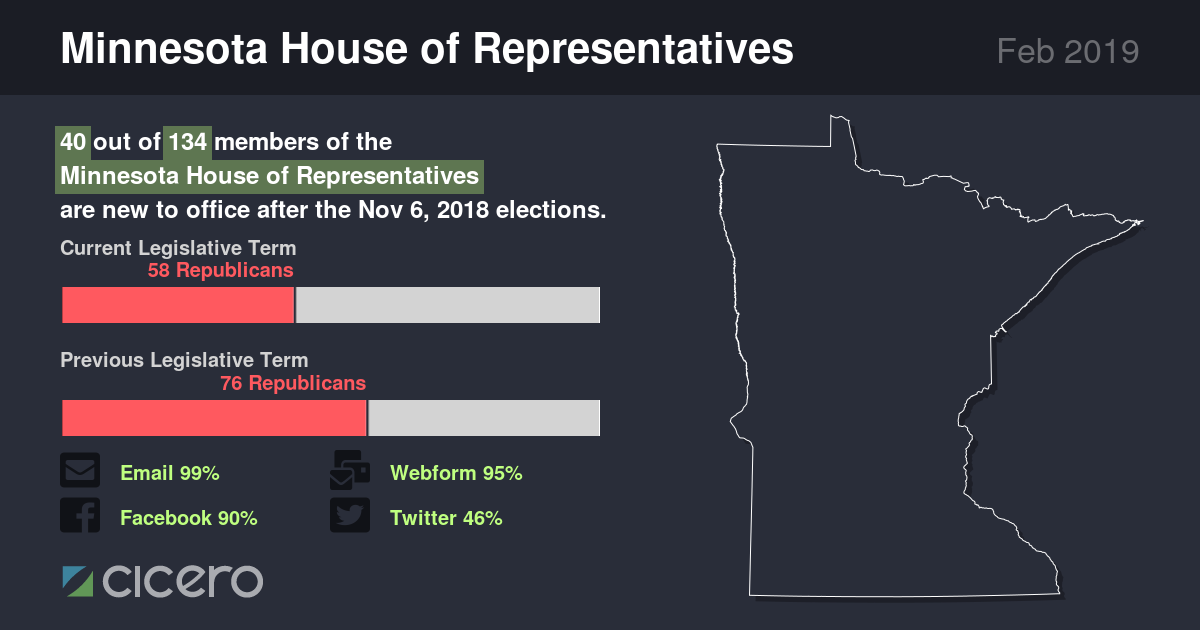 Minnesota House of Representatives
Feb 2019
40 out of 134 members of the
Minnesota House of Representatives
are new to office after the Nov 6, 2018 elections.
Current Legislative Term
58 Republicans
Previous Legislative Term
76 Republicans
Email 99%
Webform 95%
Facebook 90%
Twitter 46%
cicero